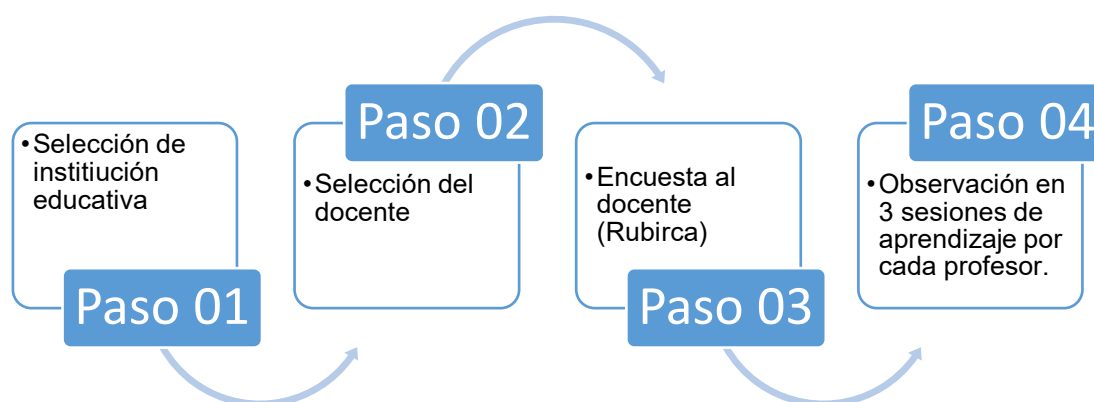 •Selección de
institiución
educativa
Paso 01
Paso 02
•Selección del
docente
•Encuesta al
docente
(Rubirca)
Paso 03
Paso 04
•Observación en
3 sesiones de
aprendizaje por
cada profesor.